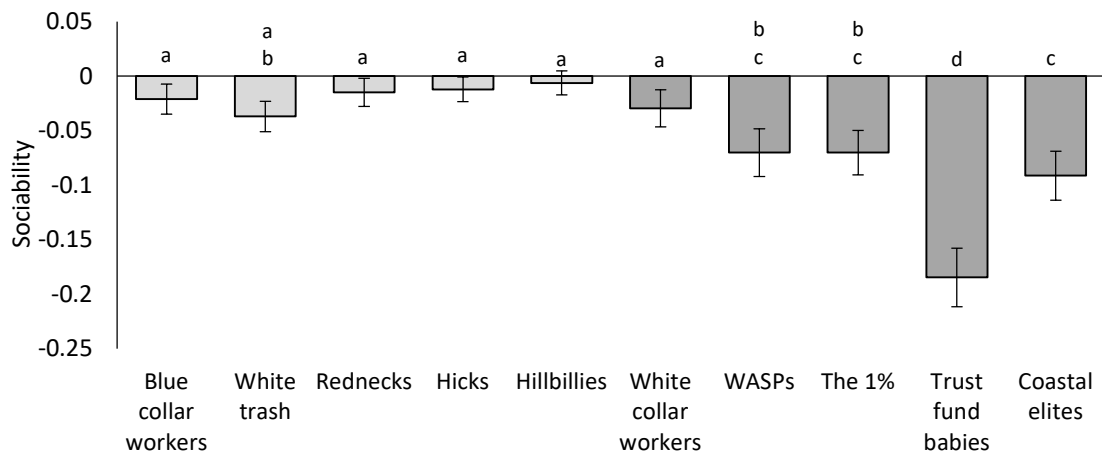 0.05
0
-0.05
-0.1
-0.15
-0.2
-0.25
Sociability
a
a
b
a
a
a
a
b
c
b
c
d
c
Blue
collar
workers
White
trash
Rednecks
Hicks
Hillbillies
White
collar
workers
WASPs
The 1%
Trust
fund
babies
Coastal
elites